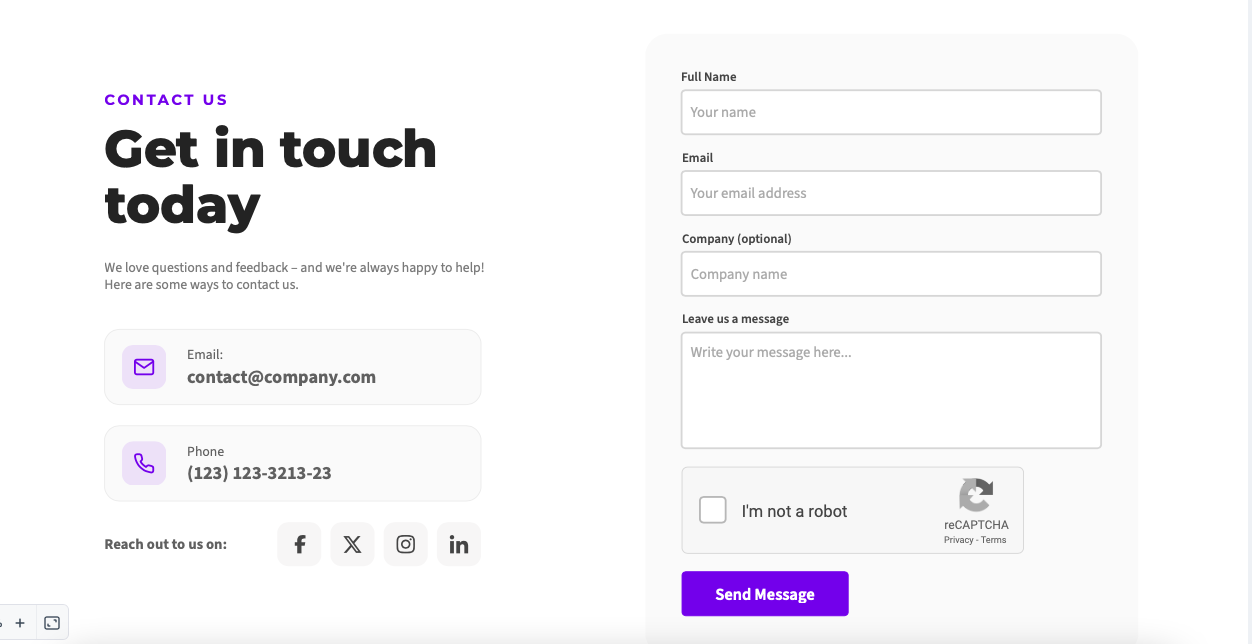 CONTACT US
Get in touch
today
We love questions and feedback – and we're always happy to help!
Here are some ways to contact us.
Email:
contact@company.com
Phone
(123) 123-3213-23
Reach out to us on:
Full Name
Your name
Email
Your email address
Company (optional)
Company name
Leave us a message
Write your message here...
I'm not a robot
reCAPTCHA
Privacy - Terms
Send Message